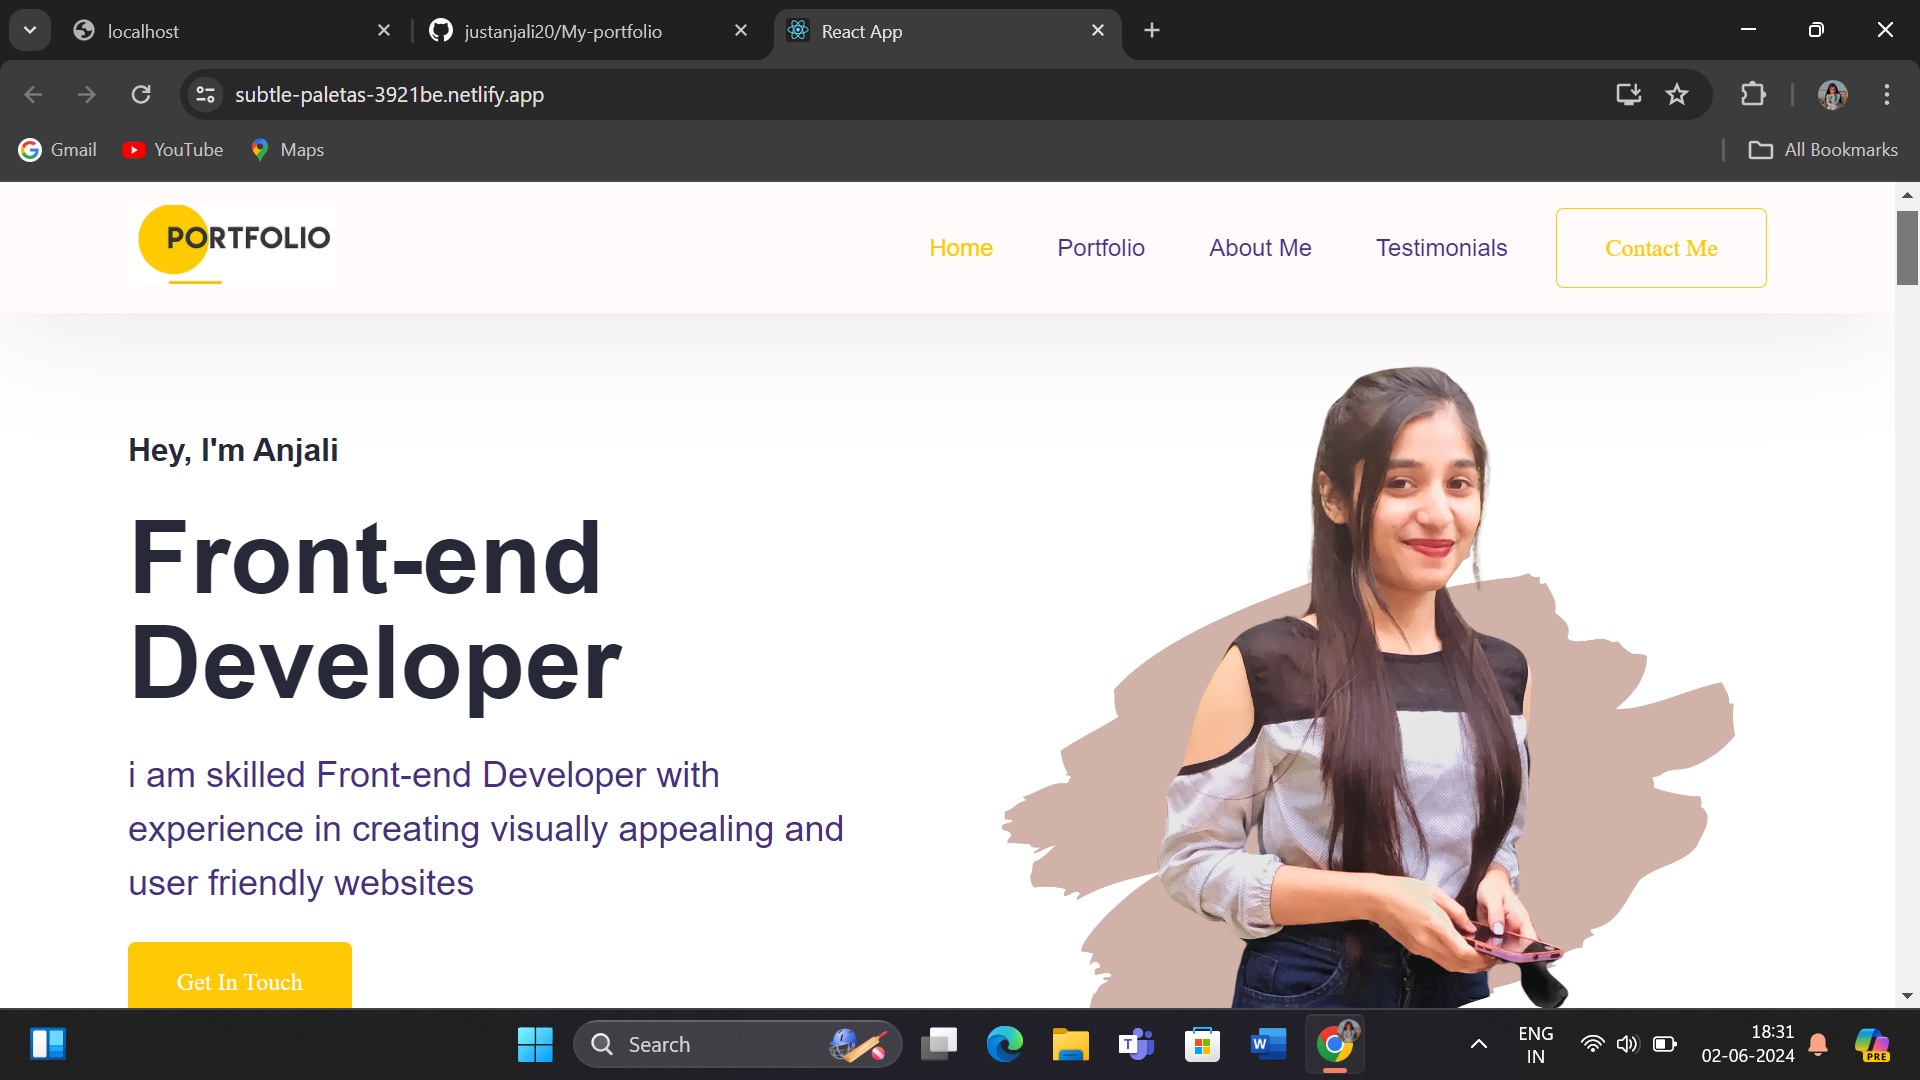 localhost
justanjali20/My-portfolio
React App
subtle-paletas-3921be.netlify.app
Gmail
YouTube
Maps
All Bookmarks
PORTFOLIO
Home
Portfolio
About Me
Testimonials
Contact Me
Hey, I'm Anjali
Front-end
Developer
i am skilled Front-end Developer with
experience in creating visually appealing and
user friendly websites
Get In Touch
Search
T
W
ENG
IN
18:31
02-06-2024
PRE